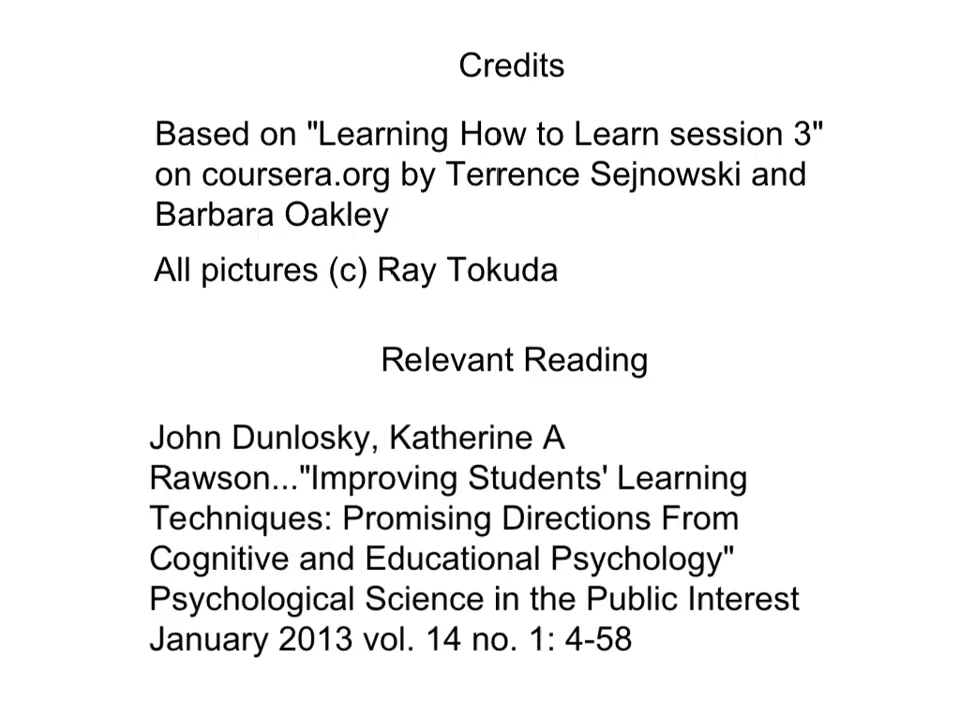 Credits
Based on "Learning How to Learn session 3"
on coursera.org by Terrence Sejnowski and
Barbara Oakley
All pictures (c) Ray Tokuda
Relevant Reading
John Dunlosky, Katherine A
Rawson..."Improving Students' Learning
Techniques: Promising Directions From
Cognitive and Educational Psychology"
Psychological Science in the Public Interest
January 2013 vol. 14 no. 1: 4-58